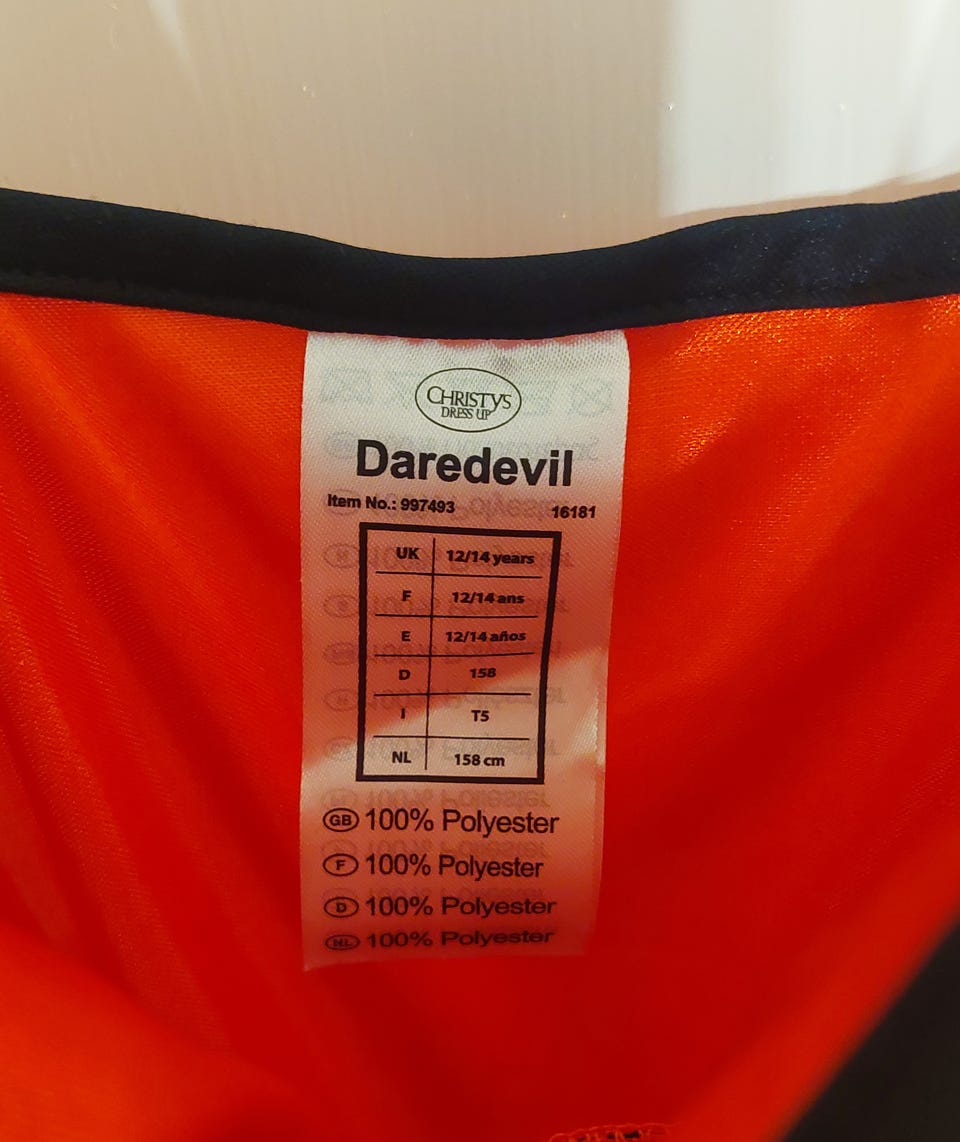 CHRISTYS
DRESS UP
Daredevil
Item No.: 997493 16181
UK 12/14 years
F 12/14 ans
E 12/14 años
D 158
I T5
NL 158 cm
GB 100% Polyester
F 100% Polyester
D 100% Polyester
NL 100% Polyester